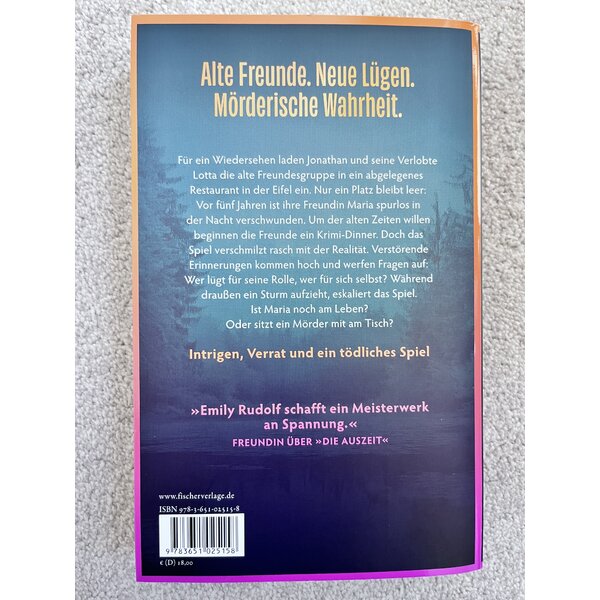 Alte Freunde. Neue Lügen.
Mörderische Wahrheit.
Für ein Wiedersehen laden Jonathan und seine Verlobte
Lotta die alte Freundesgruppe in ein abgelegenes
Restaurant in der Eifel ein. Nur ein Platz bleibt leer:
Vor fünf Jahren ist ihre Freundin Maria spurlos in
der Nacht verschwunden. Um der alten Zeiten willen
beginnen die Freunde ein Krimi-Dinner. Doch das
Spiel verschmilzt rasch mit der Realität. Verstörende
Erinnerungen kommen hoch und werfen Fragen auf:
Wer lügt für seine Rolle, wer für sich selbst? Während
draußen ein Sturm aufzieht, eskaliert das Spiel.
Ist Maria noch am Leben?
Oder sitzt ein Mörder mit am Tisch?
Intrigen, Verrat und ein tödliches Spiel
»Emily Rudolf schafft ein Meisterwerk
an Spannung.«
FREUNDIN ÜBER »DIE AUSZEIT«
www.fischerverlage.de
ISBN 978-3-651-02515-8
9 783651 025158
€ (D) 18,00